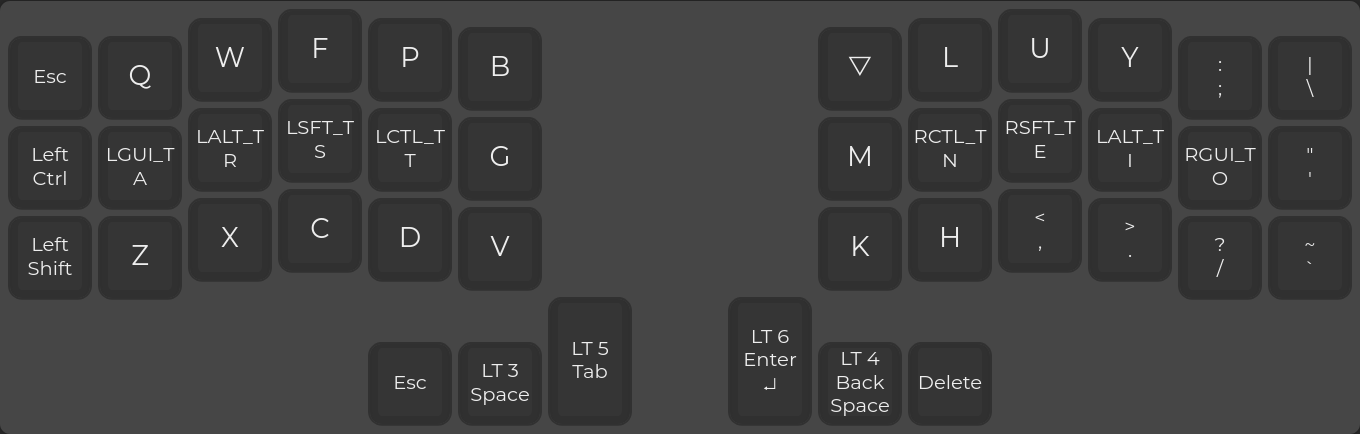 Esc Q W F P B ▽ L U Y : |
; \
Left Ctrl LGUI_T A LALT_T R LSFT_T S LCTL_T T G M RCTL_T N RSFT_T E LALT_T I RGUI_T O "
'
Left Shift Z X C D V K H < > ? ~
, . / `
Esc LT 3 Space LT 5 Tab LT 6 Enter ↵ LT 4 Back Space Delete